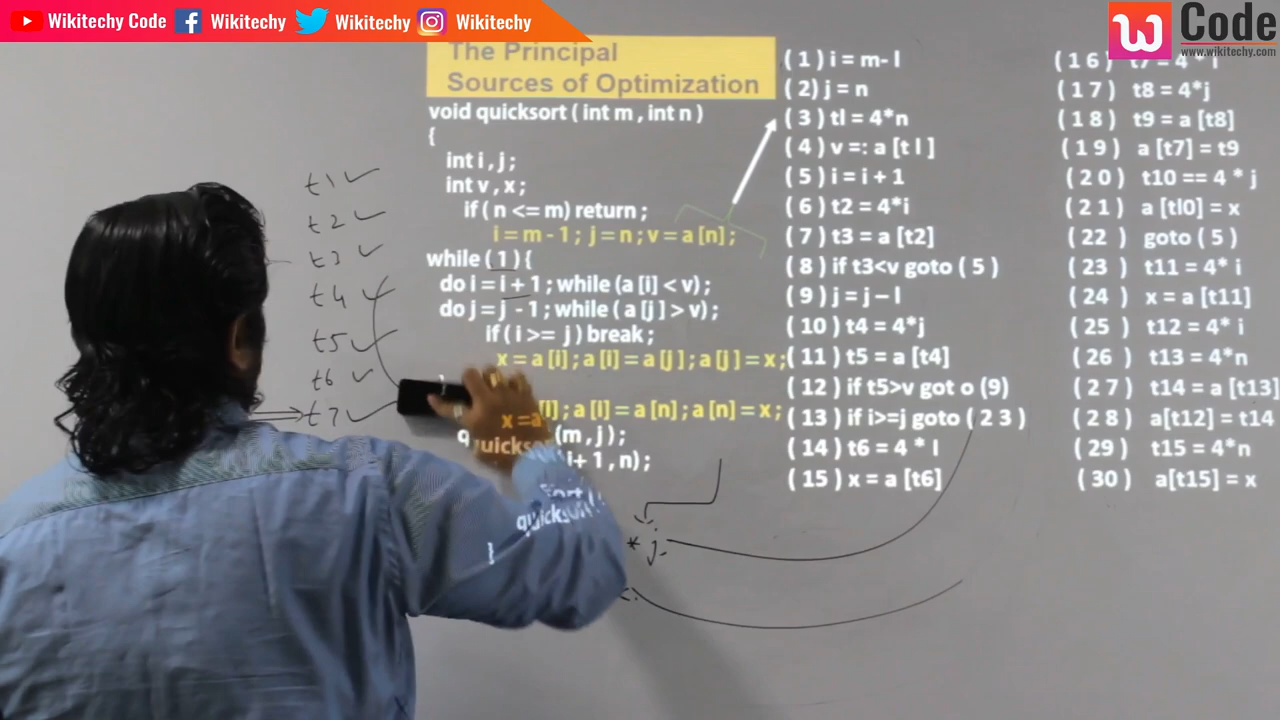 Wikitechy Code Wikitechy Wikitechy Wikitechy
Code
www.wikitechy.com
The Principal
Sources of Optimization
void quicksort ( int m , int n )
{
int i , j ;
int v , x ;
if ( n <= m) return ;
i = m - 1 ; j = n ; v = a [n] ;
while ( 1 ) {
do i = i + 1 ; while (a [i] < v) ;
do j = j - 1 ; while ( a [j] > v) ;
if ( i >= j ) break ;
x = a [i] ; a [i] = a [j] ; a [j] = x ;
}
x = a [i] ; a [i] = a [n] ; a [n] = x ;
quicks (m , j ) ;
i + 1 , n) ;
( 1 ) i = m- l
( 2) j = n
( 3 ) tl = 4*n
( 4 ) v =: a [t l ]
( 5 ) i = i + 1
( 6 ) t2 = 4*i
( 7 ) t3 = a [t2]
( 8 ) if t3<v goto ( 5 )
( 9 ) j = j – l
( 10 ) t4 = 4*j
( 11 ) t5 = a [t4]
( 12 ) if t5>v got o (9)
( 13 ) if i>=j goto ( 2 3 )
( 14 ) t6 = 4 * l
( 15 ) x = a [t6]
( 1 6 ) t7 = 4 * i
( 1 7 ) t8 = 4*j
( 1 8 ) t9 = a [t8]
( 1 9 ) a [t7] = t9
( 2 0 ) t10 == 4 * j
( 2 1 ) a [tl0] = x
( 22 ) goto ( 5 )
( 23 ) t11 = 4* i
( 24 ) x = a [t11]
( 25 ) t12 = 4* i
( 26 ) t13 = 4*n
( 2 7 ) t14 = a [t13]
( 2 8 ) a[t12] = t14
( 29 ) t15 = 4*n
( 30 ) a[t15] = x
t1
t2
t3
t4
t5
t6
t7
* j